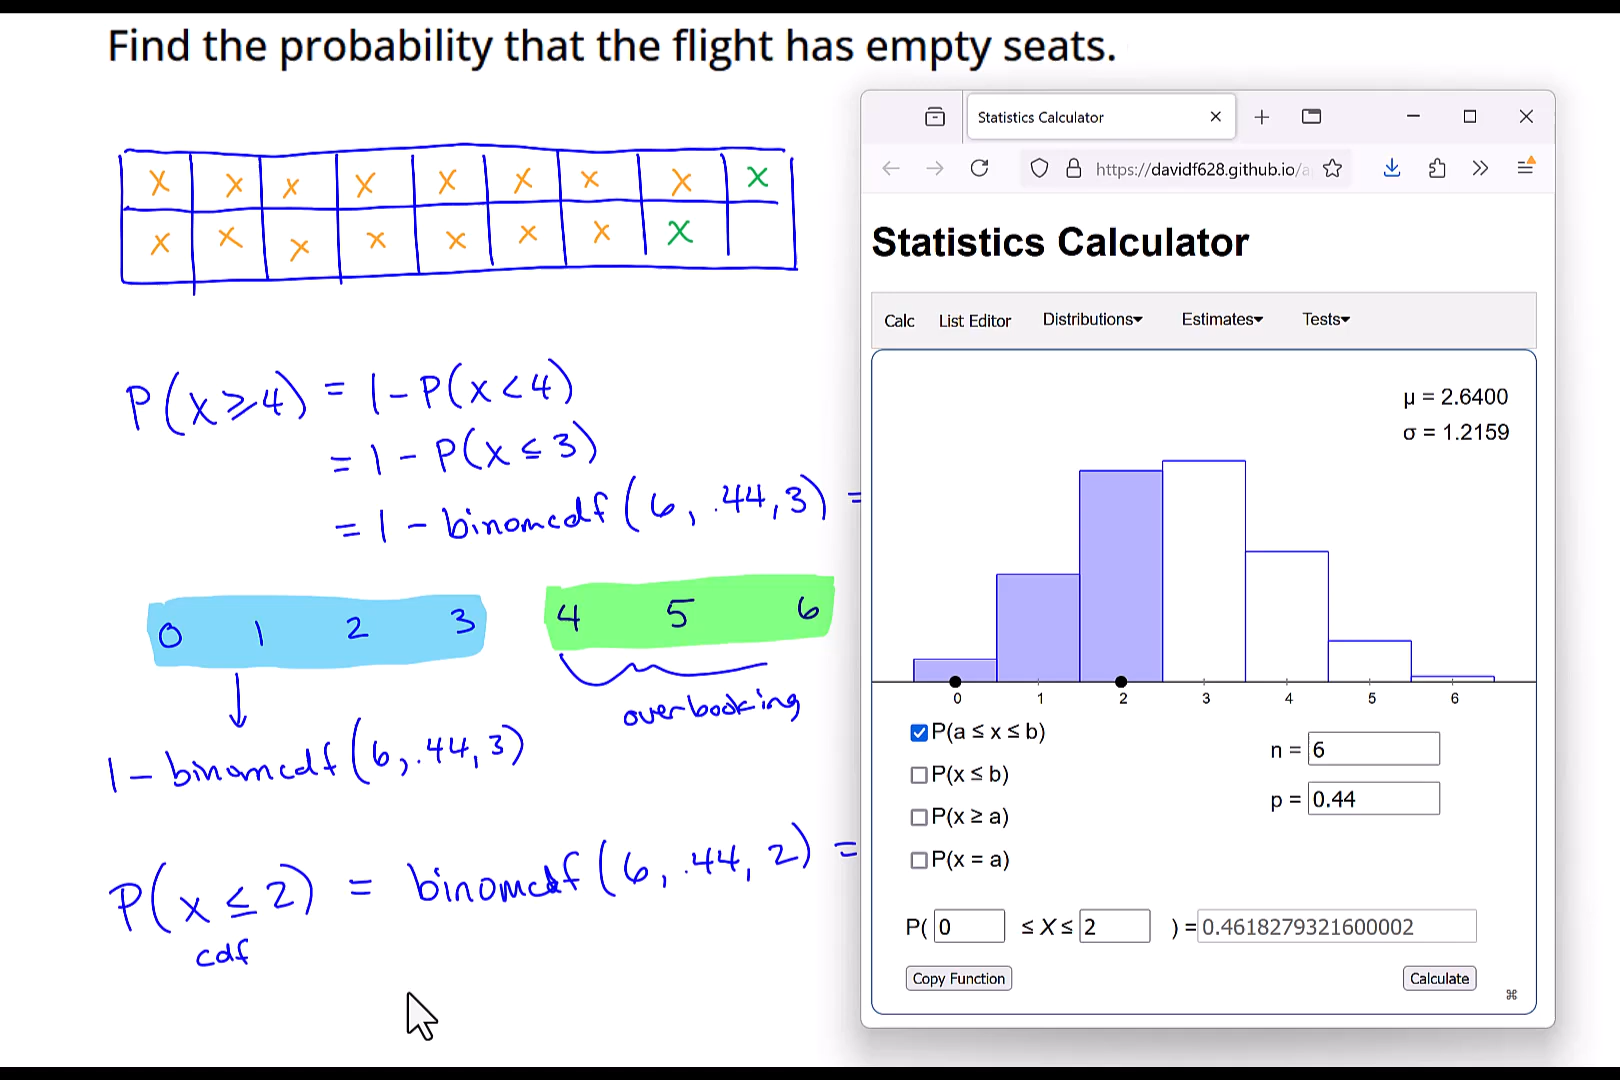 Find the probability that the flight has empty seats.
X X X X X X X X X
X X X X X X X X
P(x ≥ 4) = 1 - P(x < 4)
= 1 - P(x ≤ 3)
= 1 - binomcdf(6, .44, 3) =
0 1 2 3 4 5 6
overbooking
1 - binomcdf(6, .44, 3)
P(x ≤ 2) = binomcdf(6, .44, 2) =
cdf
Statistics Calculator
https://davidf628.github.io/a
Statistics Calculator
Calc List Editor Distributions▾ Estimates▾ Tests▾
μ = 2.6400
σ = 1.2159
0 1 2 3 4 5 6
P(a ≤ x ≤ b)
P(x ≤ b)
P(x ≥ a)
P(x = a)
n = 6
p = 0.44
P( 0 ≤ X ≤ 2 ) = 0.4618279321600002
Copy Function Calculate
⌘